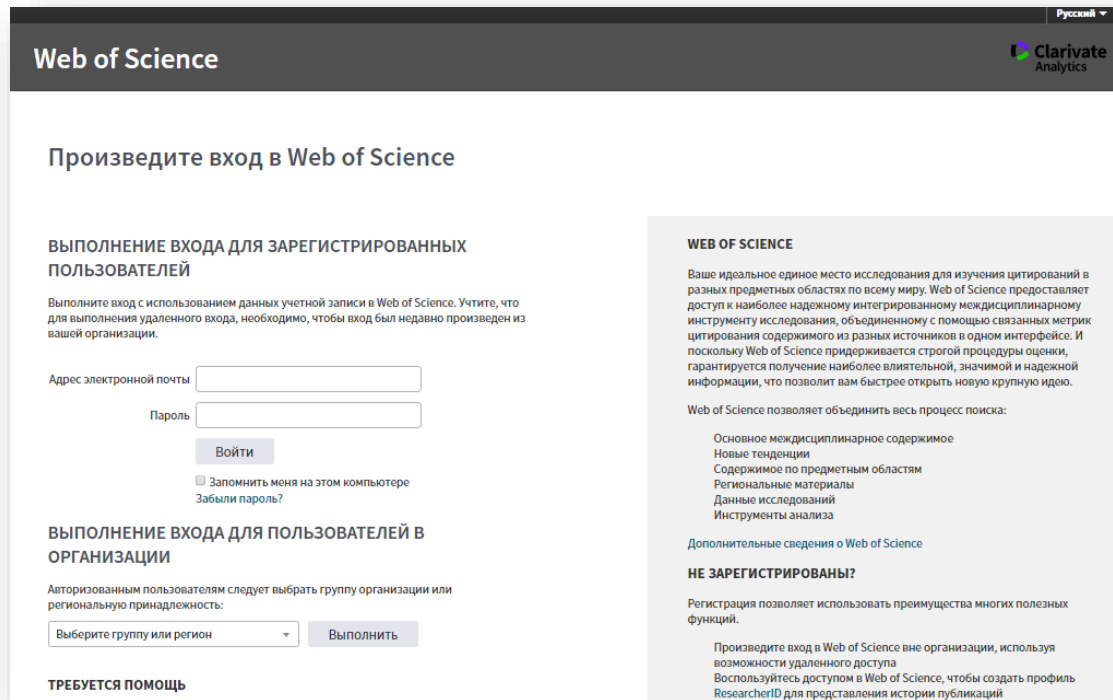 Русский
Web of Science
Clarivate
Analytics
Произведите вход в Web of Science
ВЫПОЛНЕНИЕ ВХОДА ДЛЯ ЗАРЕГИСТРИРОВАННЫХ
ПОЛЬЗОВАТЕЛЕЙ
Выполните вход с использованием данных учетной записи в Web of Science. Учтите, что
для выполнения удаленного входа, необходимо, чтобы вход был недавно произведен из
вашей организации.
Адрес электронной почты
Пароль
Войти
Запомнить меня на этом компьютере
Забыли пароль?
ВЫПОЛНЕНИЕ ВХОДА ДЛЯ ПОЛЬЗОВАТЕЛЕЙ В
ОРГАНИЗАЦИИ
Авторизованным пользователям следует выбрать группу организации или
региональную принадлежность:
Выберите группу или регион
Выполнить
ТРЕБУЕТСЯ ПОМОЩЬ
WEB OF SCIENCE
Ваше идеальное единое место исследования для изучения цитирований в
разных предметных областях по всему миру. Web of Science предоставляет
доступ к наиболее надежному интегрированному междисциплинарному
инструменту исследования, объединенному с помощью связанных метрик
цитирования содержимого из разных источников в одном интерфейсе. И
поскольку Web of Science придерживается строгой процедуры оценки,
гарантируется получение наиболее влиятельной, значимой и надежной
информации, что позволит вам быстрее открыть новую крупную идею.
Web of Science позволяет объединить весь процесс поиска:
Основное междисциплинарное содержимое
Новые тенденции
Содержимое по предметным областям
Региональные материалы
Данные исследований
Инструменты анализа
Дополнительные сведения о Web of Science
НЕ ЗАРЕГИСТРИРОВАНЫ?
Регистрация позволяет использовать преимущества многих полезных
функций.
Произведите вход в Web of Science вне организации, используя
возможности удаленного доступа
Воспользуйтесь доступом в Web of Science, чтобы создать профиль
ResearcherID для представления истории публикаций